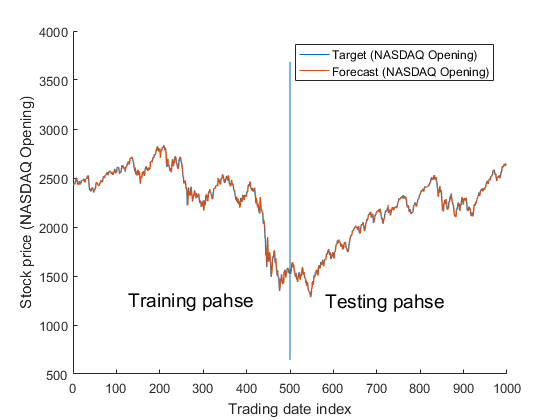 4000
3500
3000
2500
2000
1500
1000
500
Stock price (NASDAQ Opening)
Target (NASDAQ Opening)
Forecast (NASDAQ Opening)
Training pahse
Testing pahse
0 100 200 300 400 500 600 700 800 900 1000
Trading date index